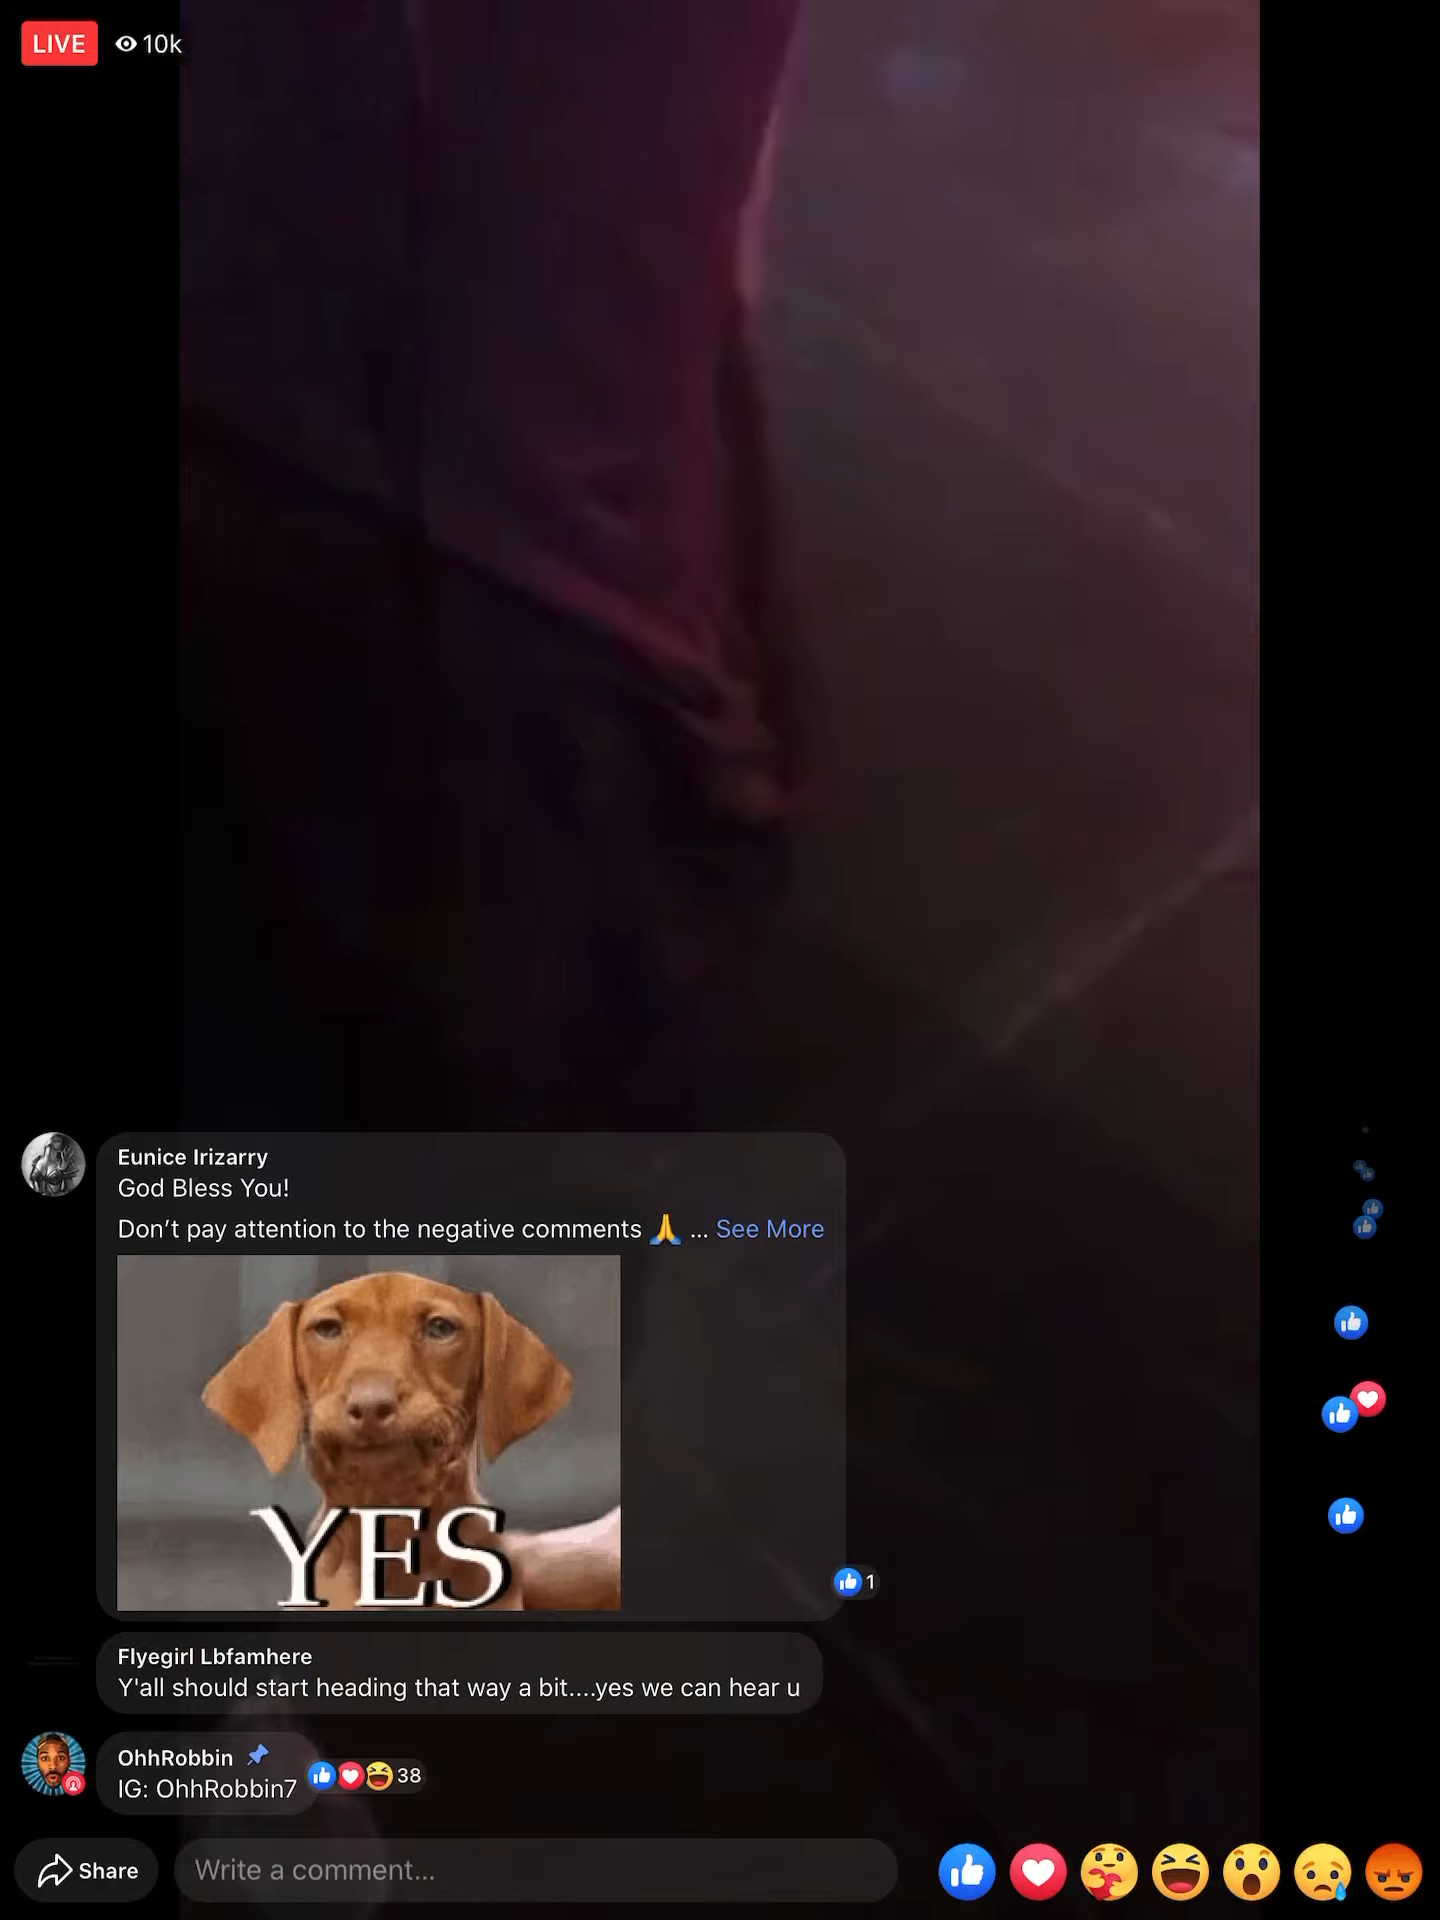 LIVE 10k
Eunice Irizarry
God Bless You!
Don’t pay attention to the negative comments 🙏 ... See More
YES
1
Flyegirl Lbfamhere
Y'all should start heading that way a bit....yes we can hear u
OhhRobbin
IG: OhhRobbin7
38
Share
Write a comment...